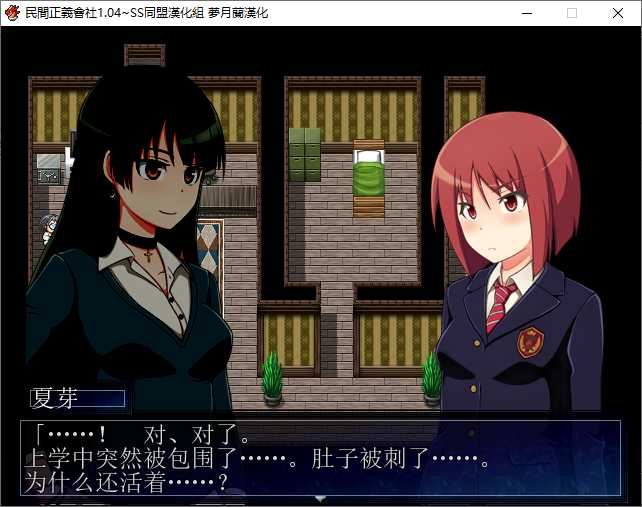 民間正義會社1.04~SS同盟漢化組 夢月蘭漢化
夏芽
「……！　对、对了。
上学中突然被包围了……。肚子被刺了……。
为什么还活着……？